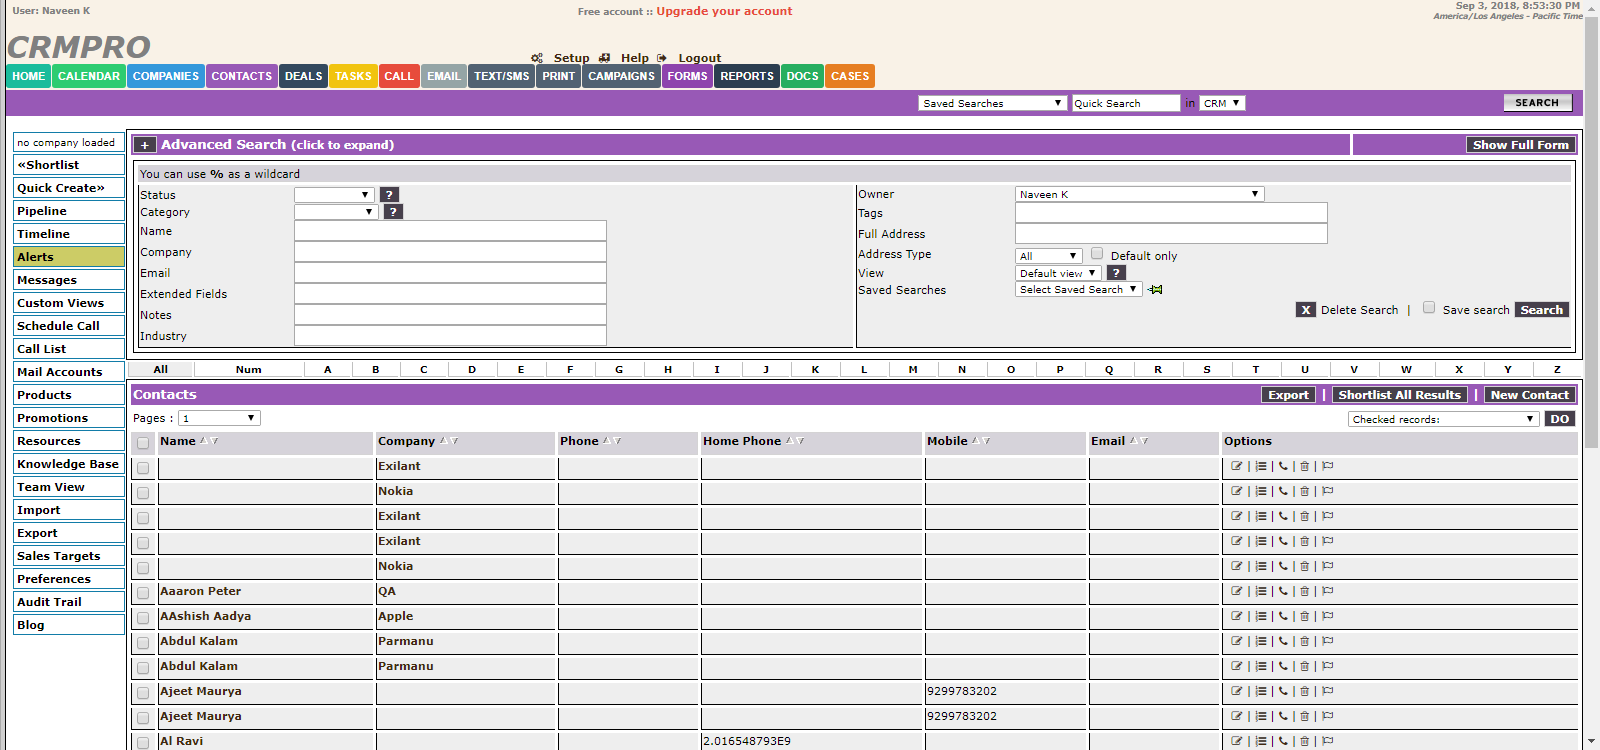 User: Naveen K
Free account :: Upgrade your account
Sep 3, 2018, 8:53:30 PM
America/Los Angeles - Pacific Time
CRMPRO
Setup Help Logout
HOME CALENDAR COMPANIES CONTACTS DEALS TASKS CALL EMAIL TEXT/SMS PRINT CAMPAIGNS FORMS REPORTS DOCS CASES
Saved Searches Quick Search in CRM SEARCH
no company loaded
«Shortlist
Quick Create»
Pipeline
Timeline
Alerts
Messages
Custom Views
Schedule Call
Call List
Mail Accounts
Products
Promotions
Resources
Knowledge Base
Team View
Import
Export
Sales Targets
Preferences
Audit Trail
Blog
+ Advanced Search (click to expand) Show Full Form
You can use % as a wildcard
Status ?
Category ?
Name
Company
Email
Extended Fields
Notes
Industry
Owner Naveen K
Tags
Full Address
Address Type All Default only
View Default view ?
Saved Searches Select Saved Search
X Delete Search | Save search Search
All Num A B C D E F G H I J K L M N O P Q R S T U V W X Y Z
Contacts Export | Shortlist All Results | New Contact
Pages : 1 Checked records: DO
Name Company Phone Home Phone Mobile Email Options
Exilant | | | |
Nokia | | | |
Exilant | | | |
Exilant | | | |
Nokia | | | |
Aaaron Peter QA | | | |
AAshish Aadya Apple | | | |
Abdul Kalam Parmanu | | | |
Abdul Kalam Parmanu | | | |
Ajeet Maurya 9299783202 | | | |
Ajeet Maurya 9299783202 | | | |
Al Ravi 2.016548793E9 | | | |